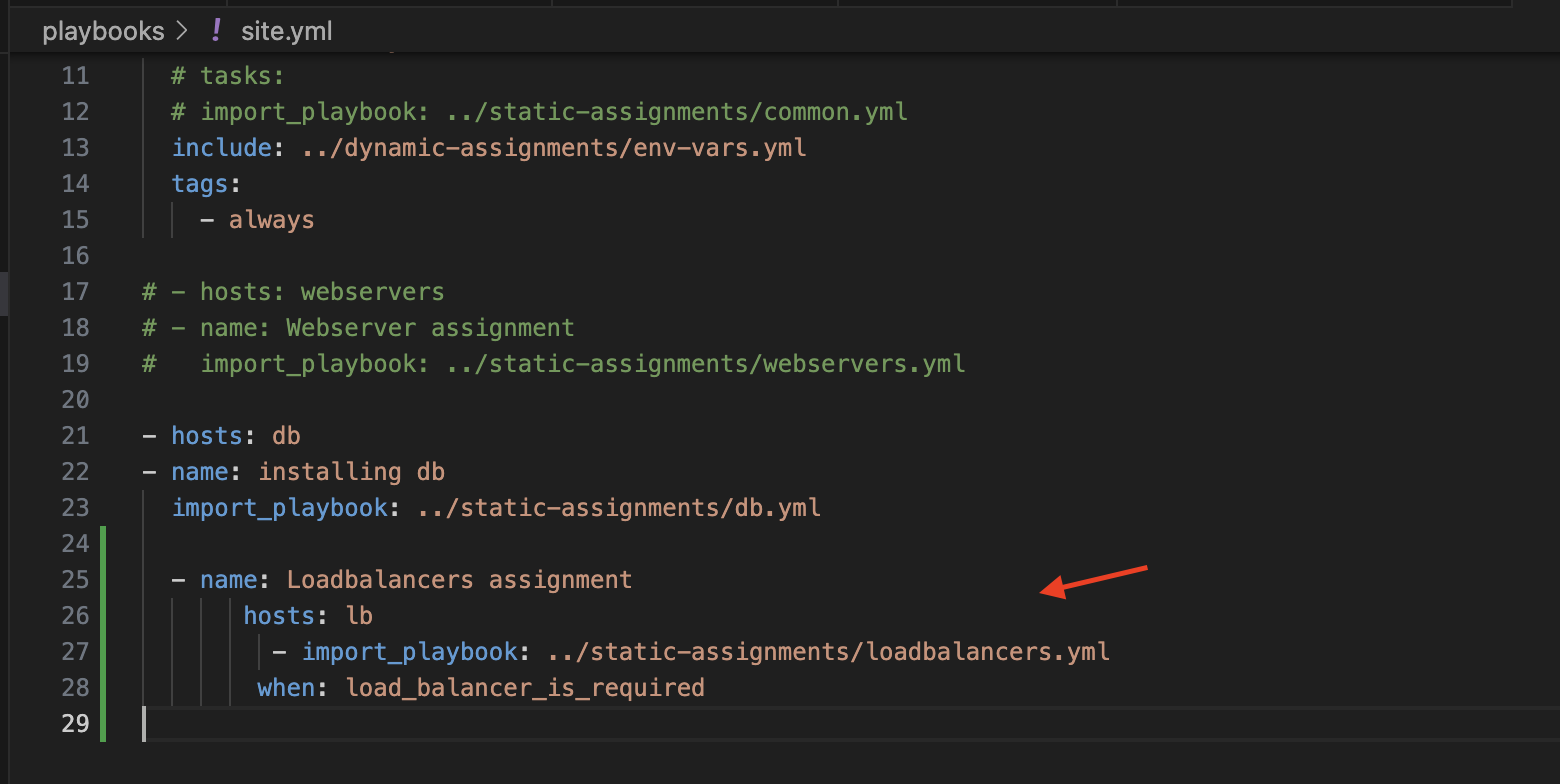 playbooks > ! site.yml
11 # tasks:
12 # import_playbook: ../static-assignments/common.yml
13 include: ../dynamic-assignments/env-vars.yml
14 tags:
15 - always
16
17 # - hosts: webservers
18 # - name: Webserver assignment
19 #   import_playbook: ../static-assignments/webservers.yml
20
21 - hosts: db
22 - name: installing db
23 import_playbook: ../static-assignments/db.yml
24
25 - name: Loadbalancers assignment
26 hosts: lb
27 - import_playbook: ../static-assignments/loadbalancers.yml
28 when: load_balancer_is_required
29